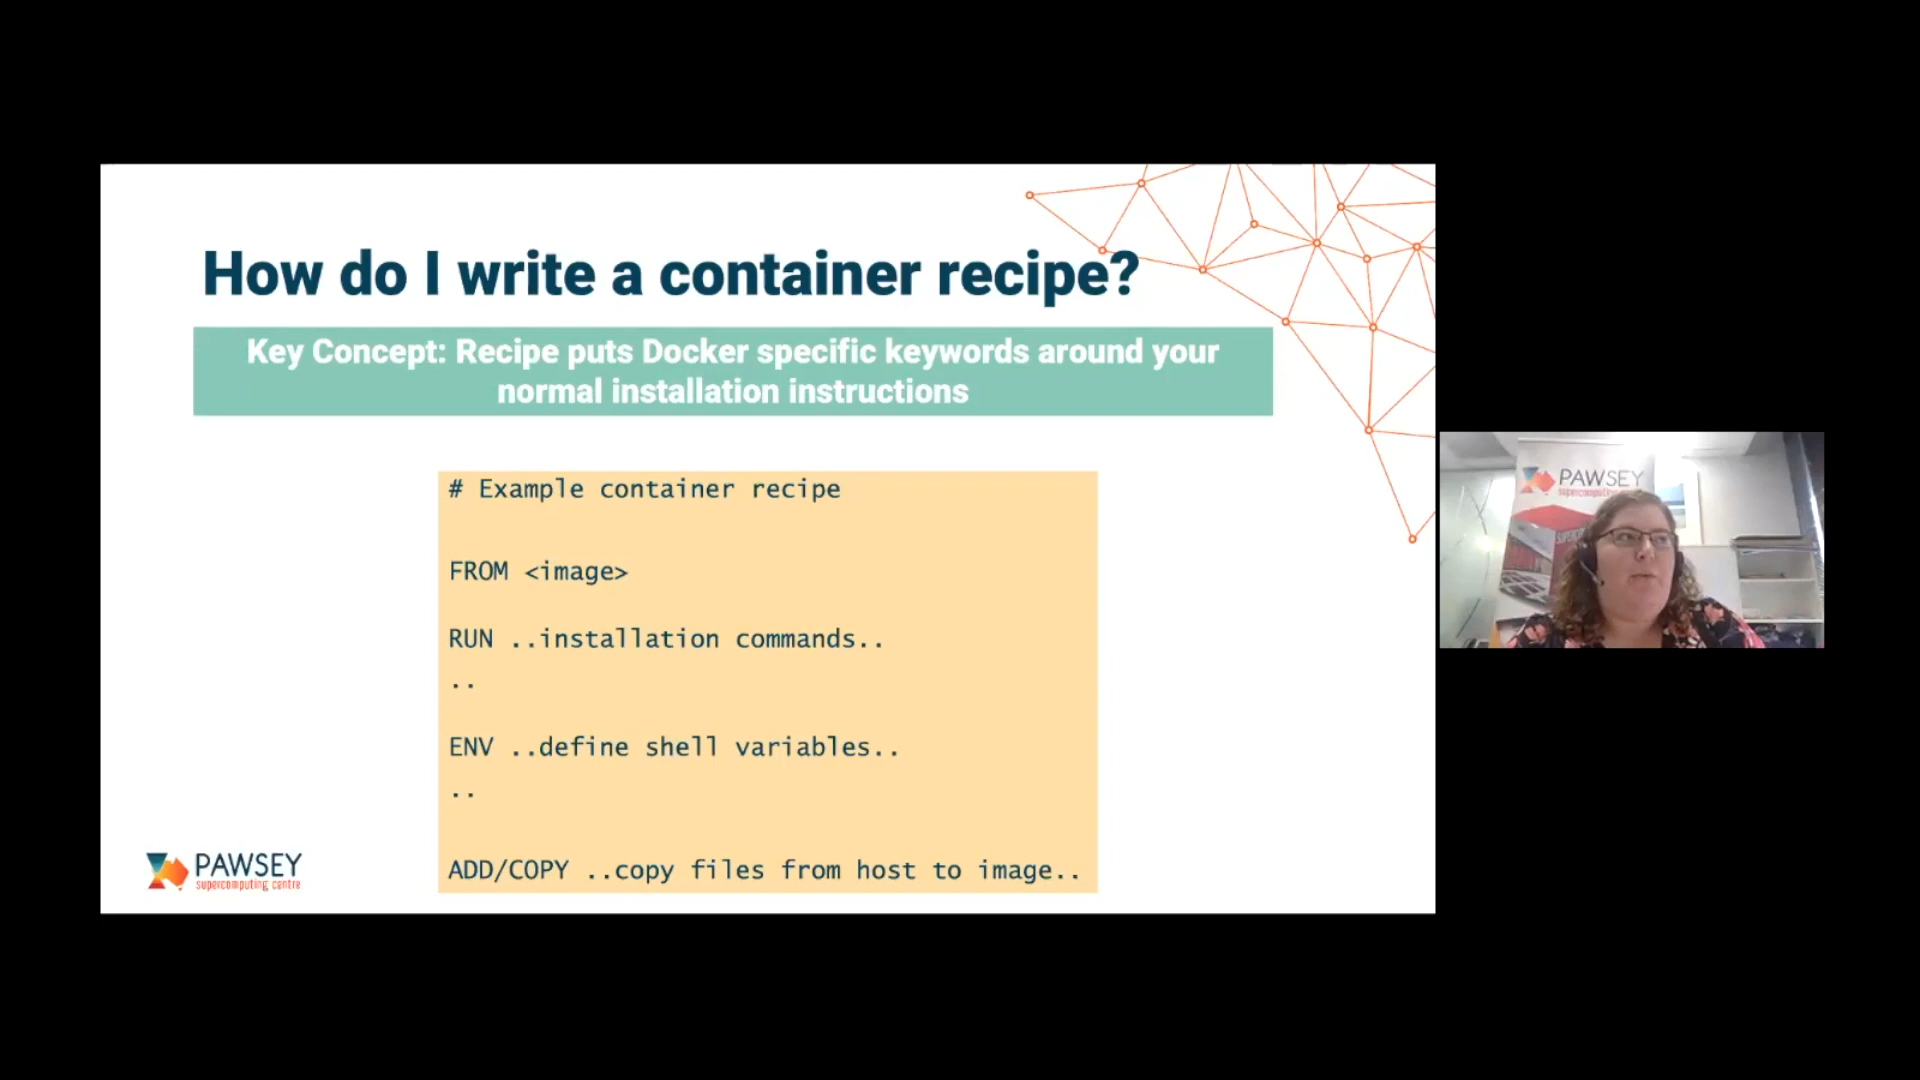 How do I write a container recipe?
Key Concept: Recipe puts Docker specific keywords around your
normal installation instructions
# Example container recipe
FROM <image>
RUN ..installation commands..
..
ENV ..define shell variables..
..
ADD/COPY ..copy files from host to image..
PAWSEY
supercomputing centre
PAWSEY